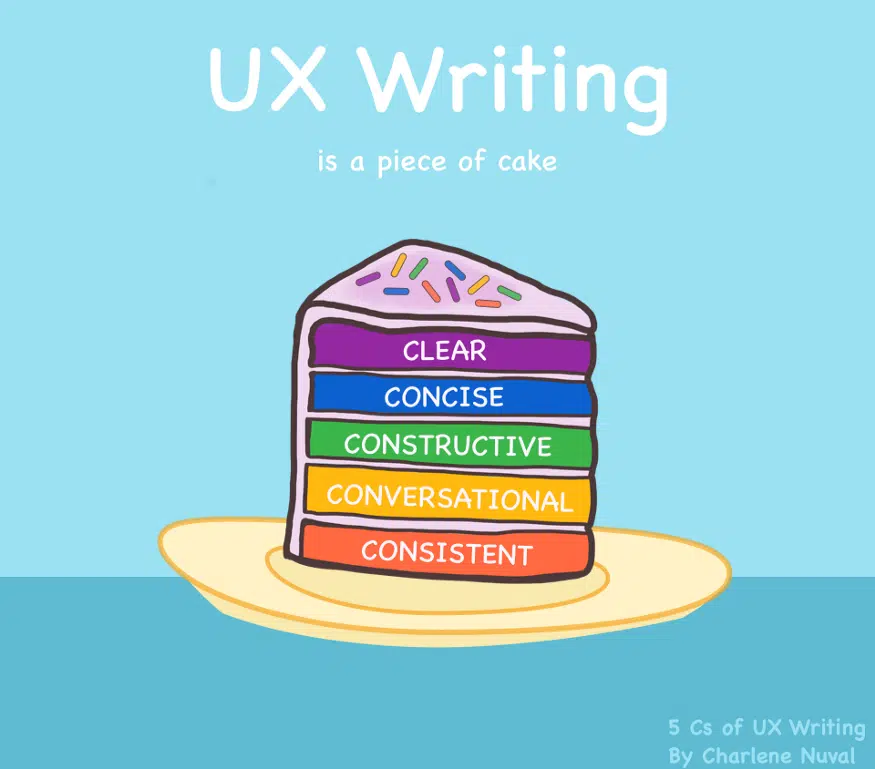 UX Writing
is a piece of cake
CLEAR
CONCISE
CONSTRUCTIVE
CONVERSATIONAL
CONSISTENT
5 Cs of UX Writing
By Charlene Nuval